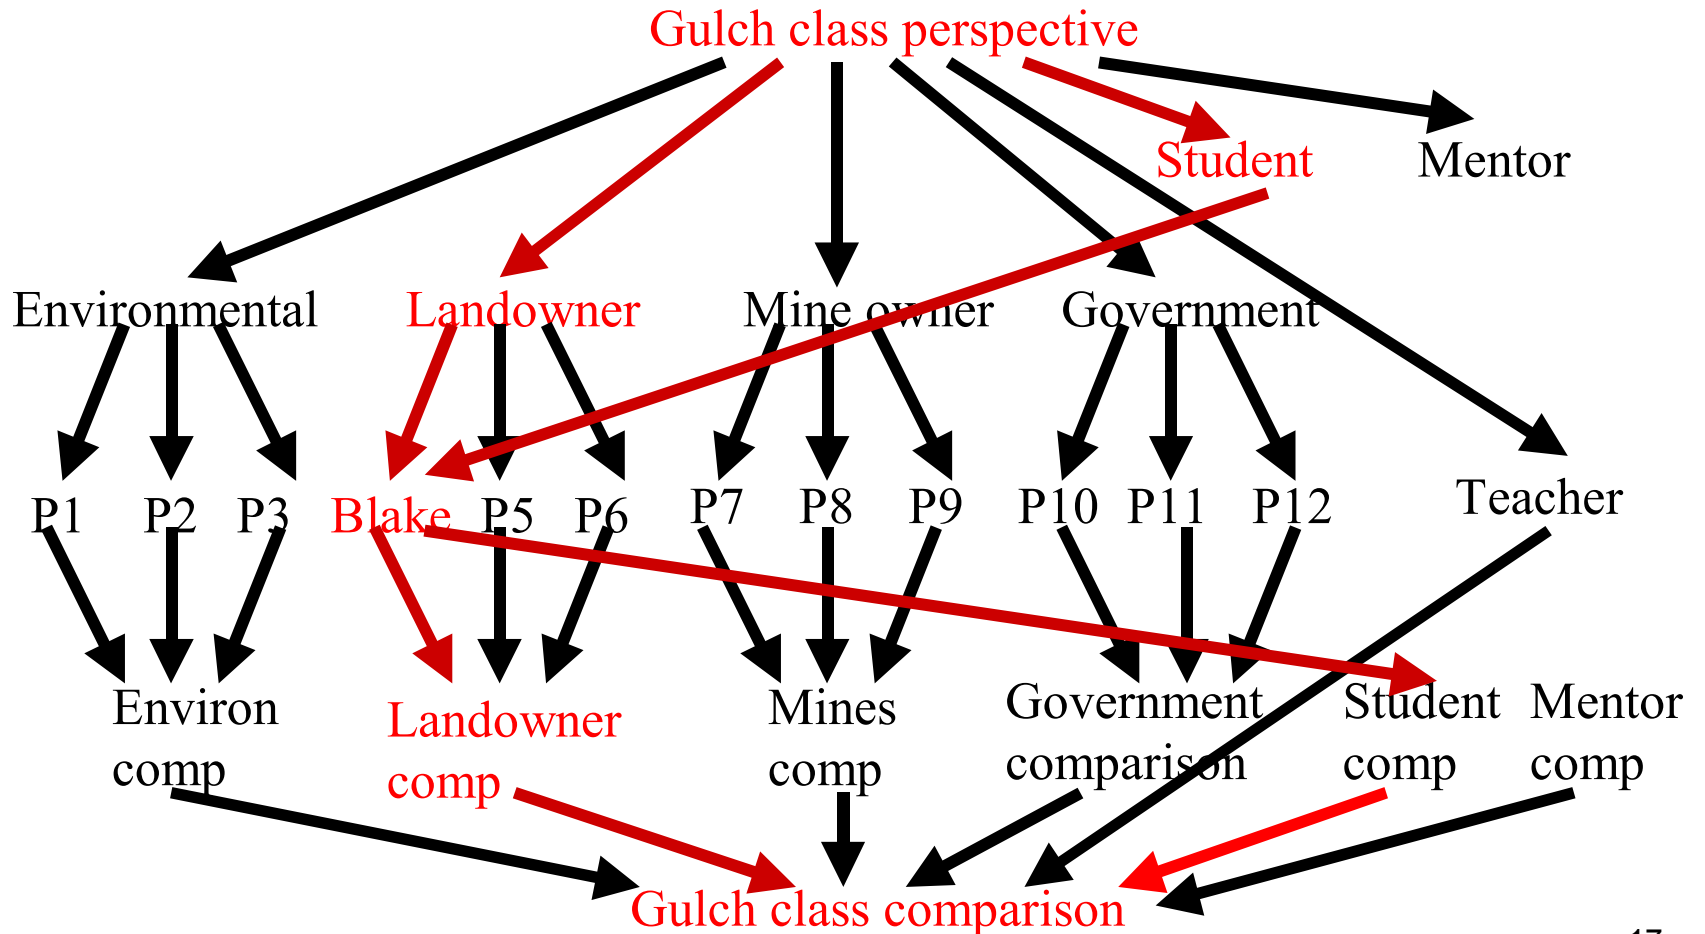 Gulch class perspective
Student
Mentor
Environmental
Landowner
Mine owner
Government
P1
P2
P3
Blake
P5
P6
P7
P8
P9
P10
P11
P12
Teacher
Environ
comp
Landowner
comp
Mines
comp
Government
comparison
Student
comp
Mentor
comp
Gulch class comparison